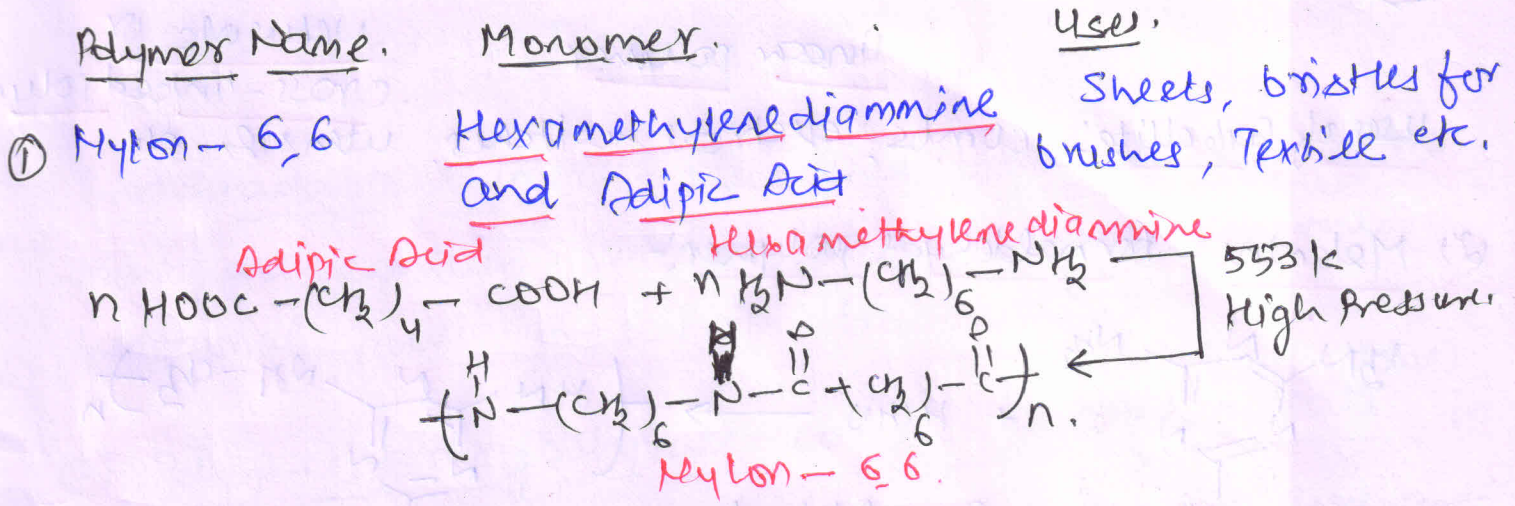 Polymer Name. Monomer. Uses.
① Nylon – 6,6 Hexamethylenediammine Sheets, bristles for
and Adipic Acid brushes, Textile etc.
Adipic Acid Hexamethylenediammine
n HOOC –(CH2)4 – COOH + n H2N –(CH2)6 – NH2 553 K
High Pressure.
H H O O
( N –(CH2)6 – N – C –(CH2)6 – C )n.
Nylon – 6,6.